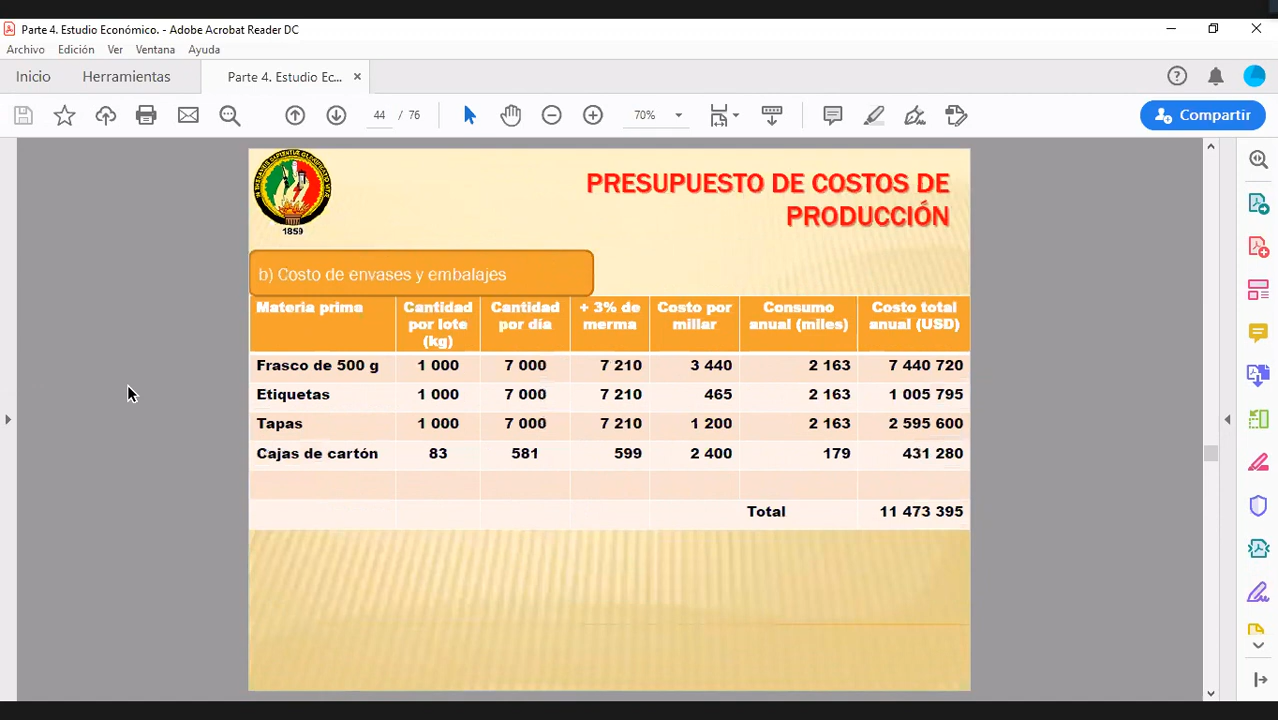 Parte 4. Estudio Económico. - Adobe Acrobat Reader DC
Archivo Edición Ver Ventana Ayuda
Inicio Herramientas Parte 4. Estudio Ec... ×
44 / 76 70% Compartir
PRESUPUESTO DE COSTOS DE
PRODUCCIÓN
1859
b) Costo de envases y embalajes
Materia prime Cantidad por lote (kg) Cantidad por día + 3% de merma Costo por millar Consumo anual (miles) Costo total anual (USD)
Frasco de 500 g 1 000 7 000 7 210 3 440 2 163 7 440 720
Etiquetas 1 000 7 000 7 210 465 2 163 1 005 795
Tapas 1 000 7 000 7 210 1 200 2 163 2 595 600
Cajas de cartón 83 581 599 2 400 179 431 280
Total 11 473 395